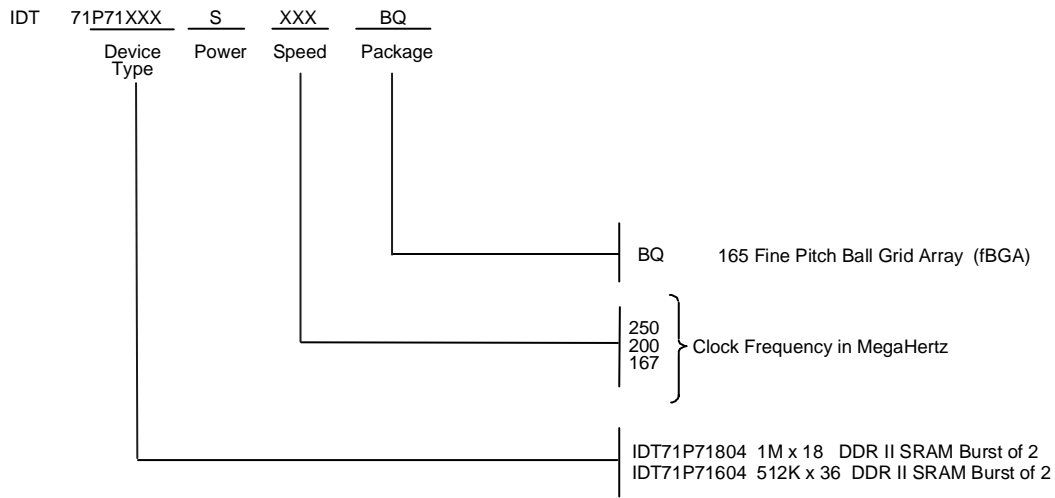 IDT 71P71XXX S XXX BQ
Device Type Power Speed Package
BQ 165 Fine Pitch Ball Grid Array (fBGA)
250
200
167
Clock Frequency in MegaHertz
IDT71P71804 1M x 18 DDR II SRAM Burst of 2
IDT71P71604 512K x 36 DDR II SRAM Burst of 2